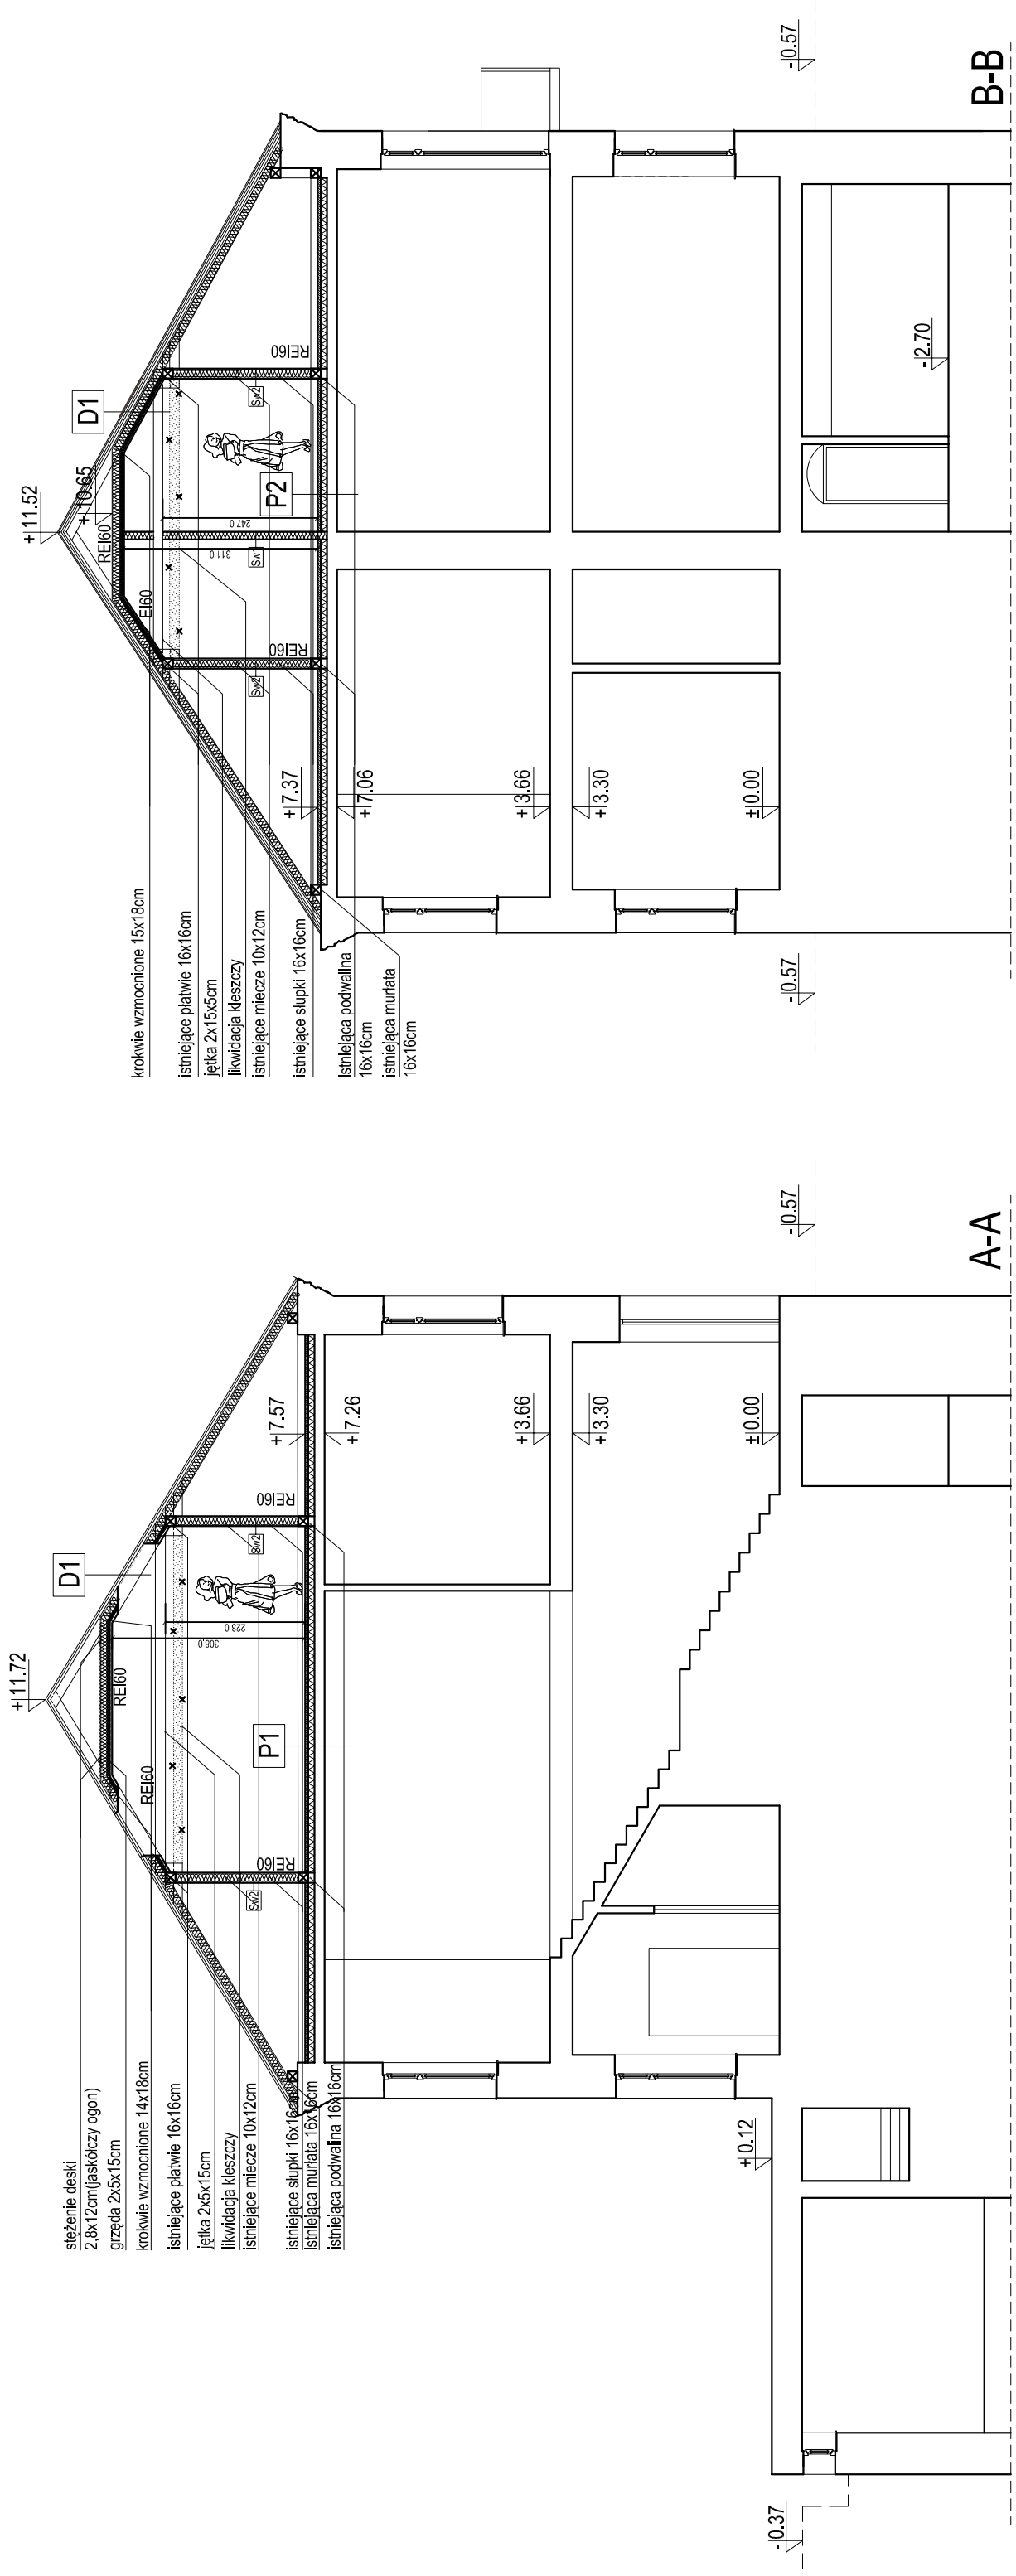 stężenie deski
2,8x12cm(jaskółczy ogon)
grzęda 2x5x15cm
krokwie wzmocnione 14x18cm
istniejące płatwie 16x16cm
jętka 2x5x15cm
likwidacja kleszczy
istniejące miecze 10x12cm
istniejące słupki 16x16cm
istniejąca murłata 16x16cm
istniejąca podwalina 16x16cm
+11.72
D1
REI60
REI60
REI60
REI60
308.0
223.0
P1
Sw2
Sw2
+7.57
+7.26
+3.66
+3.30
±0.00
+0.12
-0.37
-0.57
A-A
krokwie wzmocnione 15x18cm
istniejące płatwie 16x16cm
jętka 2x15x5cm
likwidacja kleszczy
istniejące miecze 10x12cm
istniejące słupki 16x16cm
istniejąca podwalina
16x16cm
istniejąca murłata
16x16cm
+11.52
+10.65
D1
REI60
EI60
REI60
REI60
311.0
247.0
P2
Sw2
Sw1
Sw2
+7.37
+7.06
+3.66
+3.30
±0.00
-0.57
-2.70
-0.57
B-B